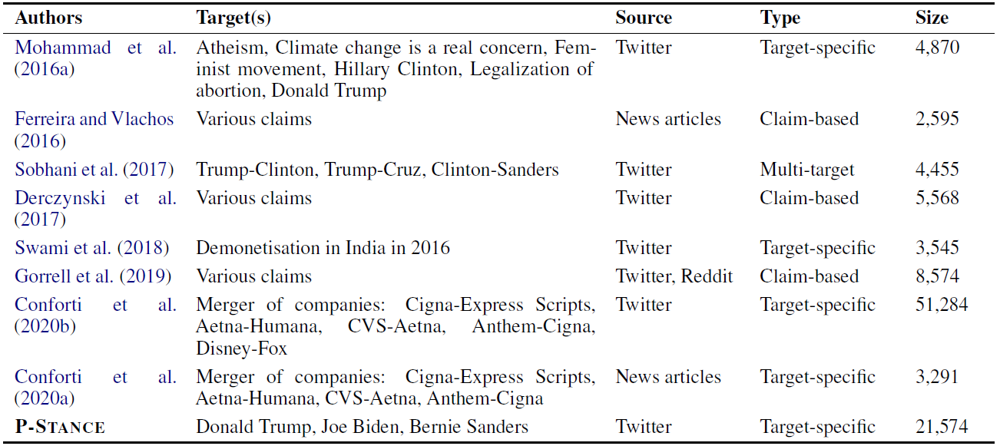 Authors Target(s) Source Type Size
Mohammad et al. Atheism, Climate change is a real concern, Fem- Twitter Target-specific 4,870
(2016a) inist movement, Hillary Clinton, Legalization of
abortion, Donald Trump
Ferreira and Vlachos Various claims News articles Claim-based 2,595
(2016)
Sobhani et al. (2017) Trump-Clinton, Trump-Cruz, Clinton-Sanders Twitter Multi-target 4,455
Derczynski et al. Various claims Twitter Claim-based 5,568
(2017)
Swami et al. (2018) Demonetisation in India in 2016 Twitter Target-specific 3,545
Gorrell et al. (2019) Various claims Twitter, Reddit Claim-based 8,574
Conforti et al. Merger of companies: Cigna-Express Scripts, Twitter Target-specific 51,284
(2020b) Aetna-Humana, CVS-Aetna, Anthem-Cigna,
Disney-Fox
Conforti et al. Merger of companies: Cigna-Express Scripts, News articles Target-specific 3,291
(2020a) Aetna-Humana, CVS-Aetna, Anthem-Cigna
P-STANCE Donald Trump, Joe Biden, Bernie Sanders Twitter Target-specific 21,574